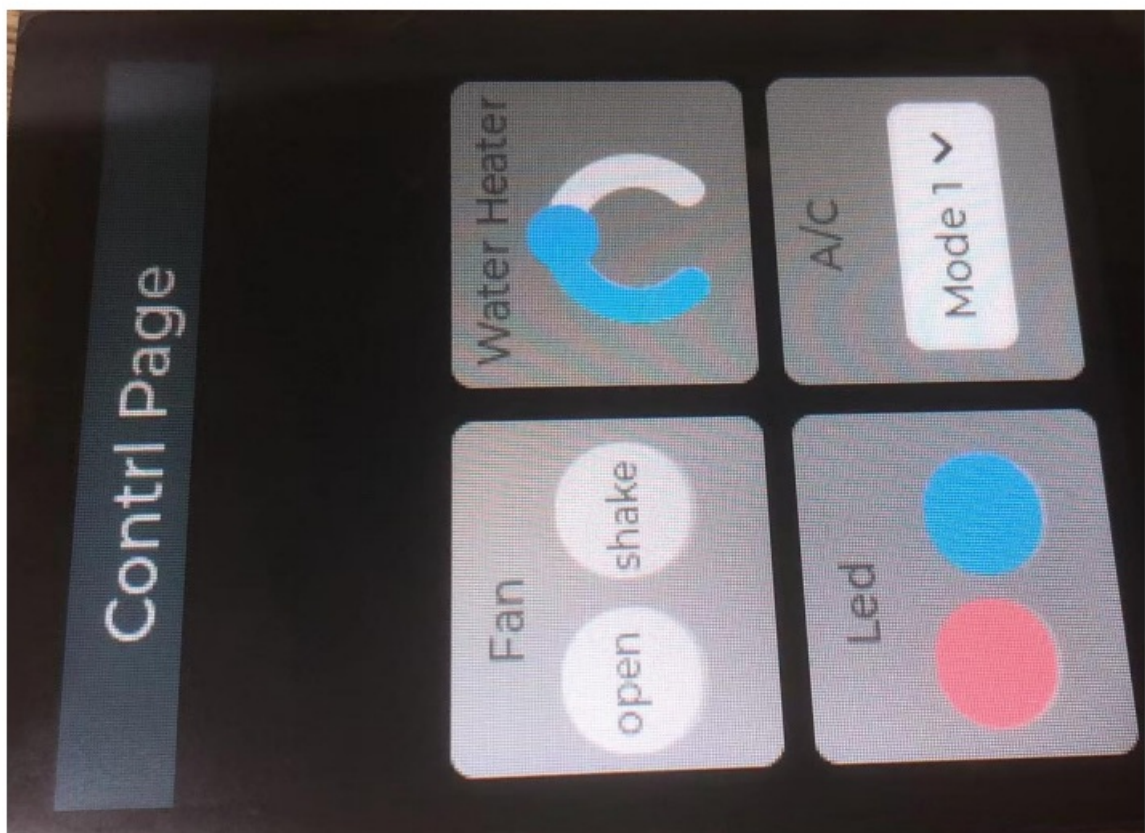 Contrl Page
Fan
open shake
Water Heater
Led
A/C
Mode 1